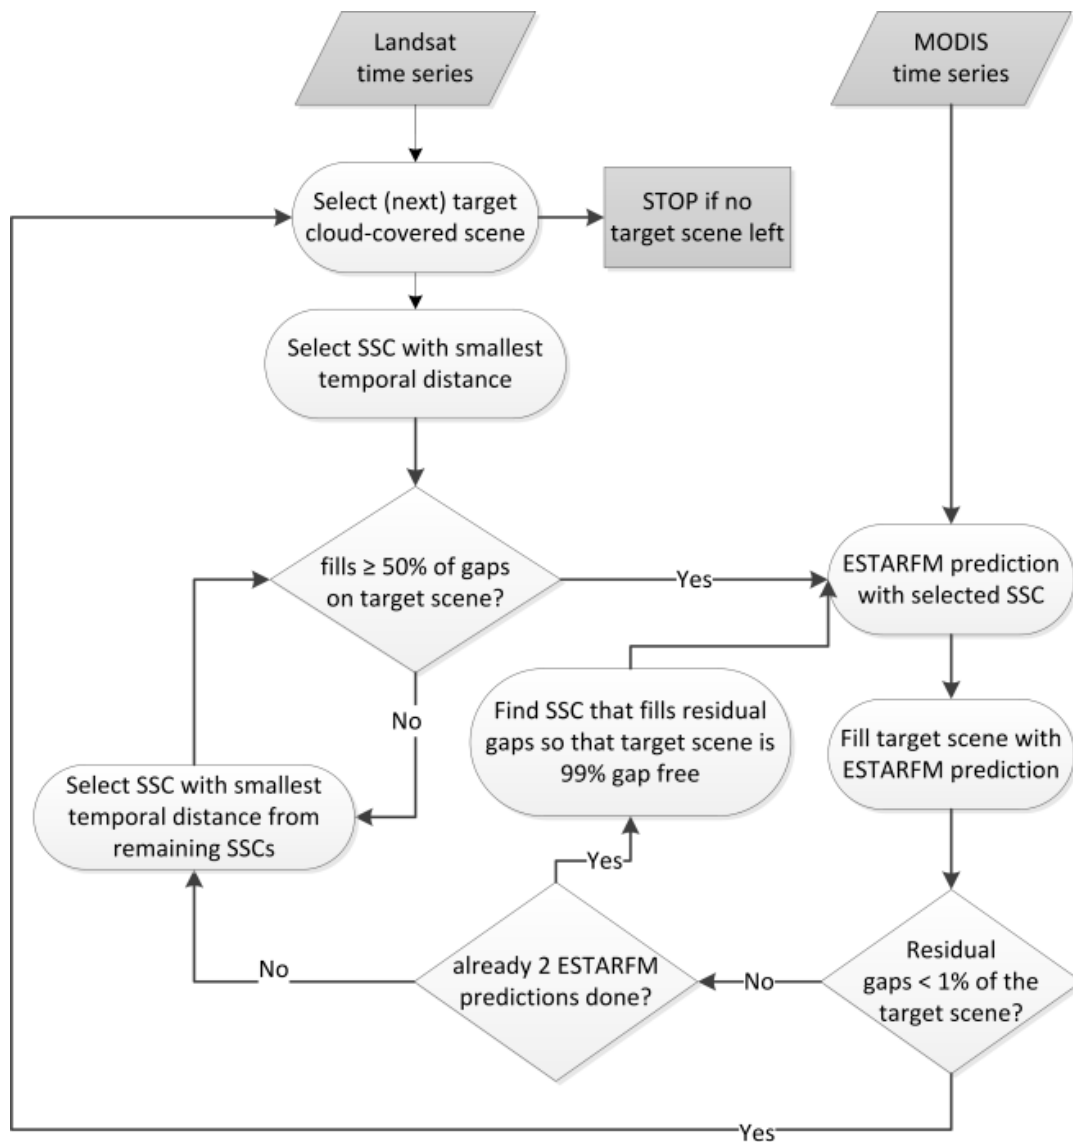 Landsat
time series
MODIS
time series
Select (next) target
cloud-covered scene
STOP if no
target scene left
Select SSC with smallest
temporal distance
fills ≥ 50% of gaps
on target scene?
Yes
ESTARFM prediction
with selected SSC
No
Find SSC that fills residual
gaps so that target scene is
99% gap free
Fill target scene with
ESTARFM prediction
Select SSC with smallest
temporal distance from
remaining SSCs
Yes
already 2 ESTARFM
predictions done?
No
No
Residual
gaps < 1% of the
target scene?
Yes